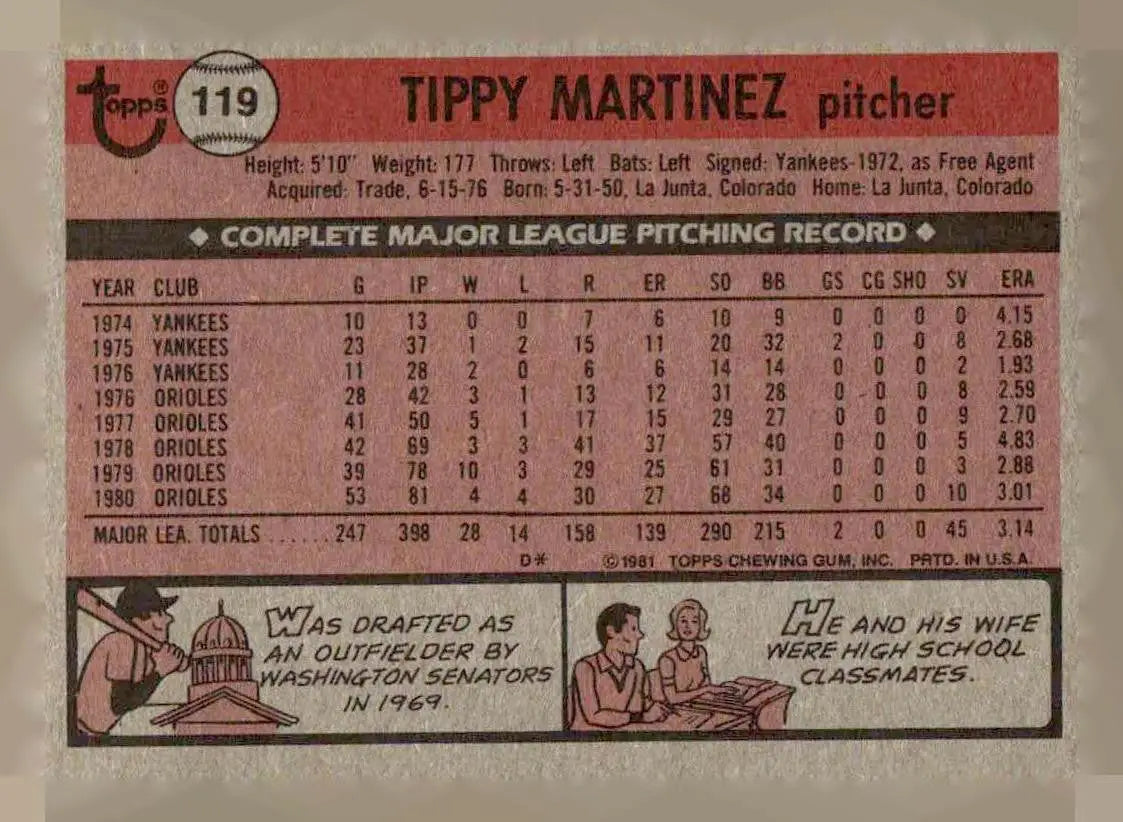 Topps® 119 TIPPY MARTINEZ pitcher
Height: 5'10" Weight: 177 Throws: Left Bats: Left Signed: Yankees-1972, as Free Agent
Acquired: Trade, 6-15-76 Born: 5-31-50, La Junta, Colorado Home: La Junta, Colorado
◆ COMPLETE MAJOR LEAGUE PITCHING RECORD ◆
YEAR CLUB G IP W L R ER SO BB GS CG SHO SV ERA
1974 YANKEES 10 13 0 0 7 6 10 9 0 0 0 0 4.15
1975 YANKEES 23 37 1 2 15 11 20 32 2 0 0 8 2.68
1976 YANKEES 11 28 2 0 6 6 14 14 0 0 0 2 1.93
1976 ORIOLES 28 42 3 1 13 12 31 28 0 0 0 8 2.59
1977 ORIOLES 41 50 5 1 17 15 29 27 0 0 0 9 2.70
1978 ORIOLES 42 69 3 3 41 37 57 40 0 0 0 5 4.83
1979 ORIOLES 39 78 10 3 29 25 61 31 0 0 0 3 2.88
1980 ORIOLES 53 81 4 4 30 27 68 34 0 0 0 10 3.01
MAJOR LEA. TOTALS ...... 247 398 28 14 158 139 290 215 2 0 0 45 3.14
D* ©1981 TOPPS CHEWING GUM, INC. PRTD. IN U.S.A.
WAS DRAFTED AS
AN OUTFIELDER BY
WASHINGTON SENATORS
IN 1969.
HE AND HIS WIFE
WERE HIGH SCHOOL
CLASSMATES.